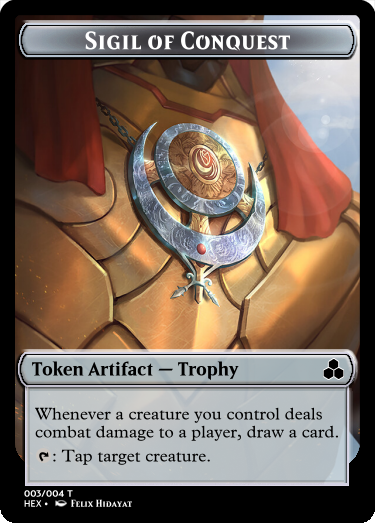 Sigil of Conquest
Token Artifact — Trophy
Whenever a creature you control deals
combat damage to a player, draw a card.
: Tap target creature.
003/004 T
HEX • Felix Hidayat